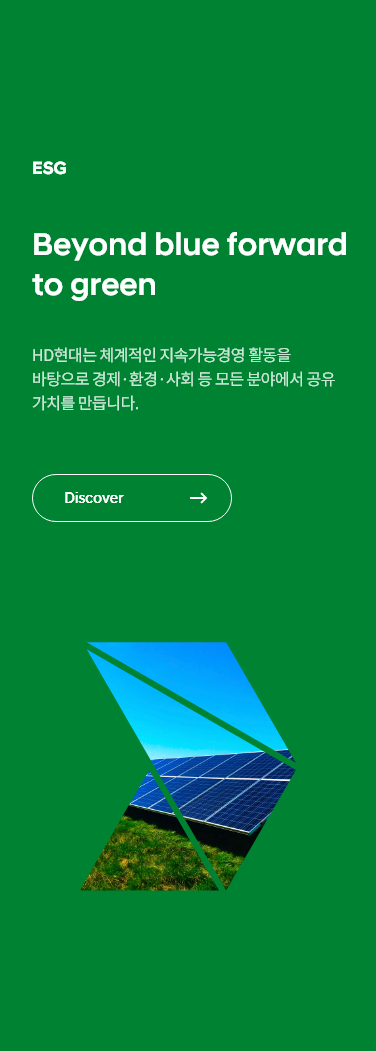 ESG
Beyond blue forward
to green
HD현대는 체계적인 지속가능경영 활동을
바탕으로 경제·환경·사회 등 모든 분야에서 공유
가치를 만듭니다.
Discover